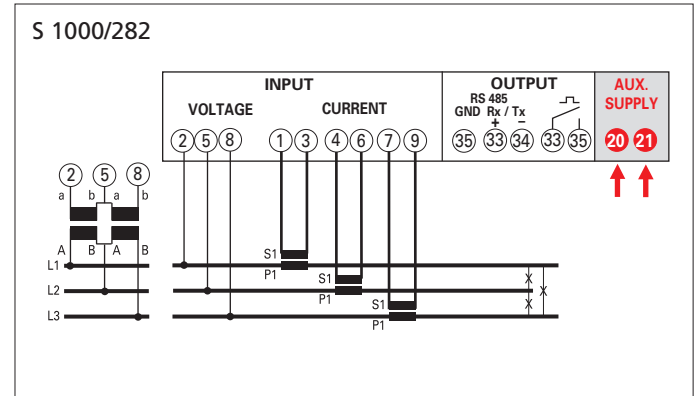 S 1000/282
INPUT
OUTPUT
AUX.
SUPPLY
VOLTAGE
CURRENT
RS 485
GND Rx / Tx
+ −
2 5 8 1 3 4 6 7 9 35 33 34 33 35 20 21
2 5 8
a b a b
A B A B
S1
L1
P1
S1
L2
P1
S1
L3
P1